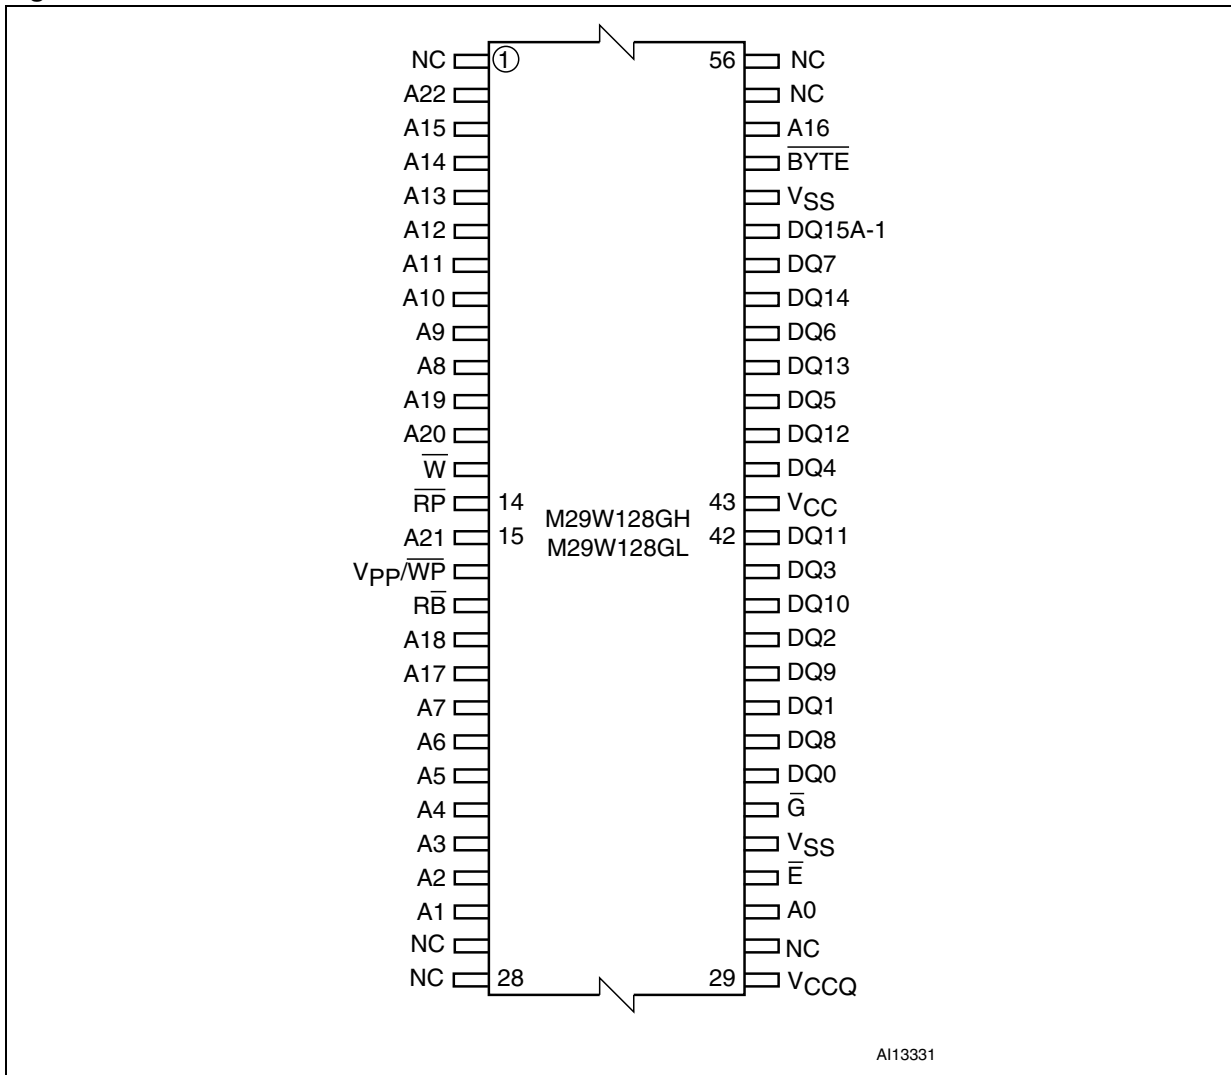 NC 1 56 NC
A22 NC
A15 A16
A14 B̅Y̅T̅E̅
A13 VSS
A12 DQ15A-1
A11 DQ7
A10 DQ14
A9 DQ6
A8 DQ13
A19 DQ5
A20 DQ12
W̅ DQ4
R̅P̅ 14 43 VCC
M29W128GH
A21 15 42 DQ11
M29W128GL
VPP/W̅P̅ DQ3
RB̅ DQ10
A18 DQ2
A17 DQ9
A7 DQ1
A6 DQ8
A5 DQ0
A4 G̅
A3 VSS
A2 E̅
A1 A0
NC NC
NC 28 29 VCCQ
AI13331